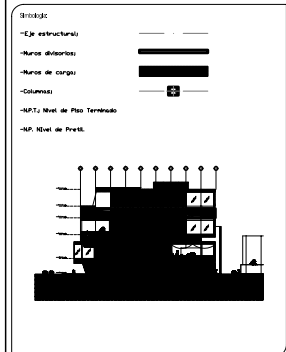 Simbología:
-Eje estructural;
-Muros divisorios;
-Muros de carga;
-Columnas;
-N.P.T.; Nivel de Piso Terminado
-N.P. Nivel de Pretil.